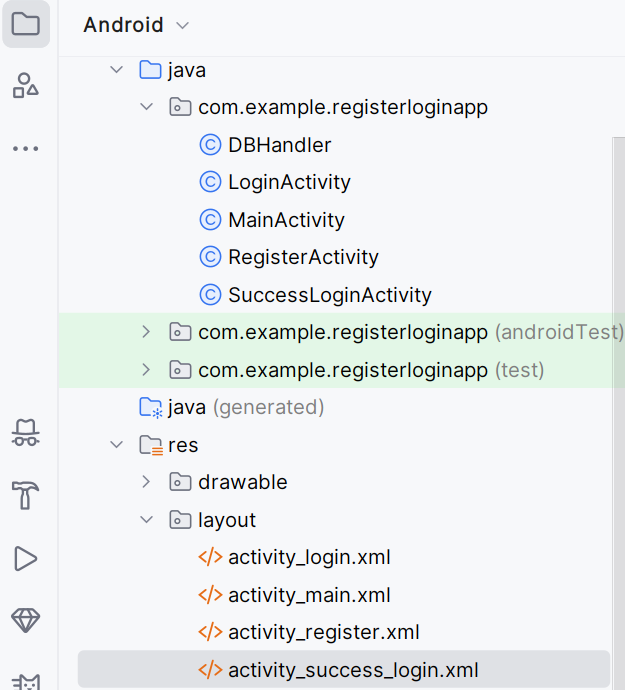 Android
java
com.example.registerloginapp
DBHandler
LoginActivity
MainActivity
RegisterActivity
SuccessLoginActivity
com.example.registerloginapp (androidTest)
com.example.registerloginapp (test)
java (generated)
res
drawable
layout
activity_login.xml
activity_main.xml
activity_register.xml
activity_success_login.xml